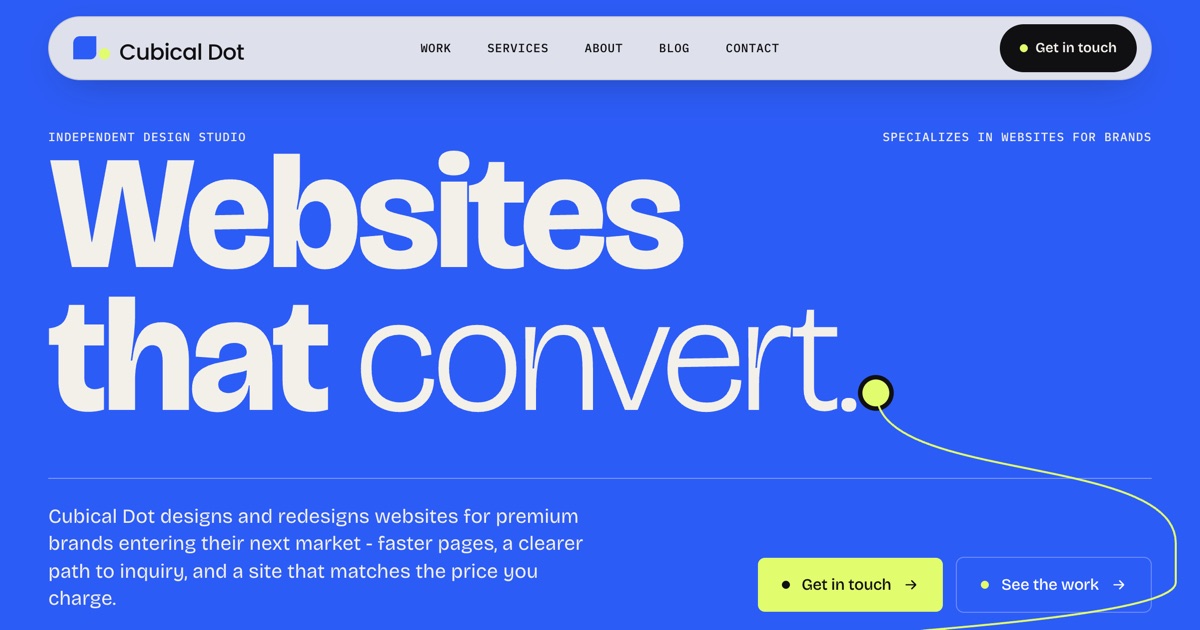 Cubical Dot
WORK SERVICES ABOUT BLOG CONTACT
Get in touch
INDEPENDENT DESIGN STUDIO
SPECIALIZES IN WEBSITES FOR BRANDS
Websites
that convert.
Cubical Dot designs and redesigns websites for premium
brands entering their next market - faster pages, a clearer
path to inquiry, and a site that matches the price you
charge.
Get in touch →
See the work →